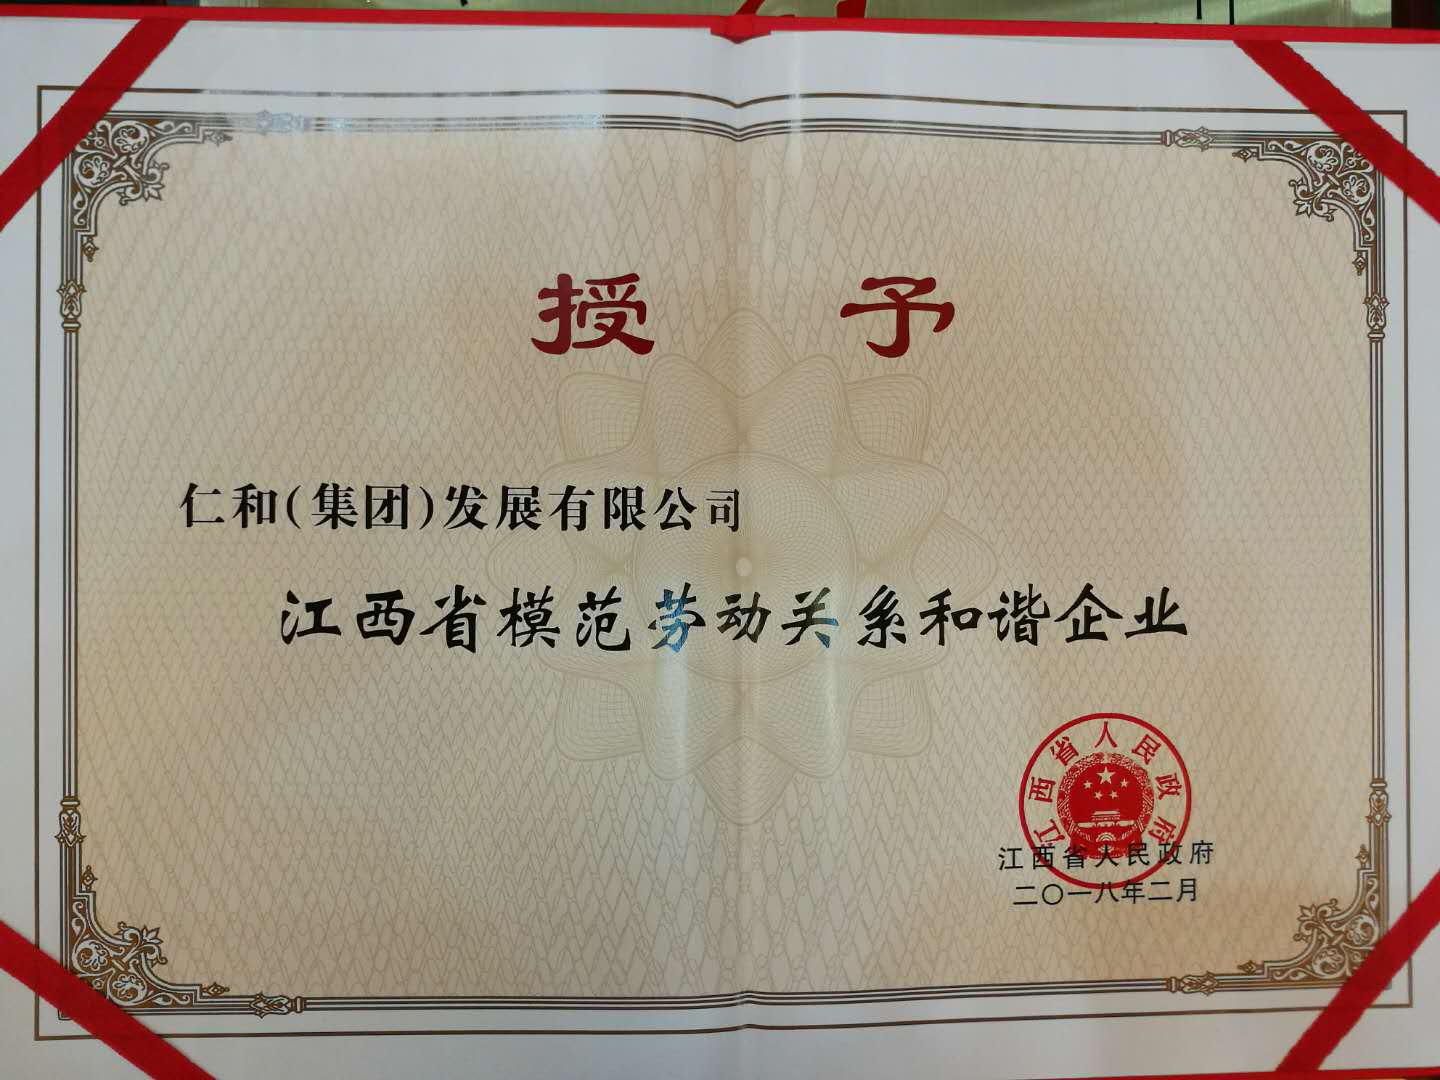 授予
仁和(集团)发展有限公司
江西省模范劳动关系和谐企业
江西省人民政府
江西省人民政府
二〇一八年二月